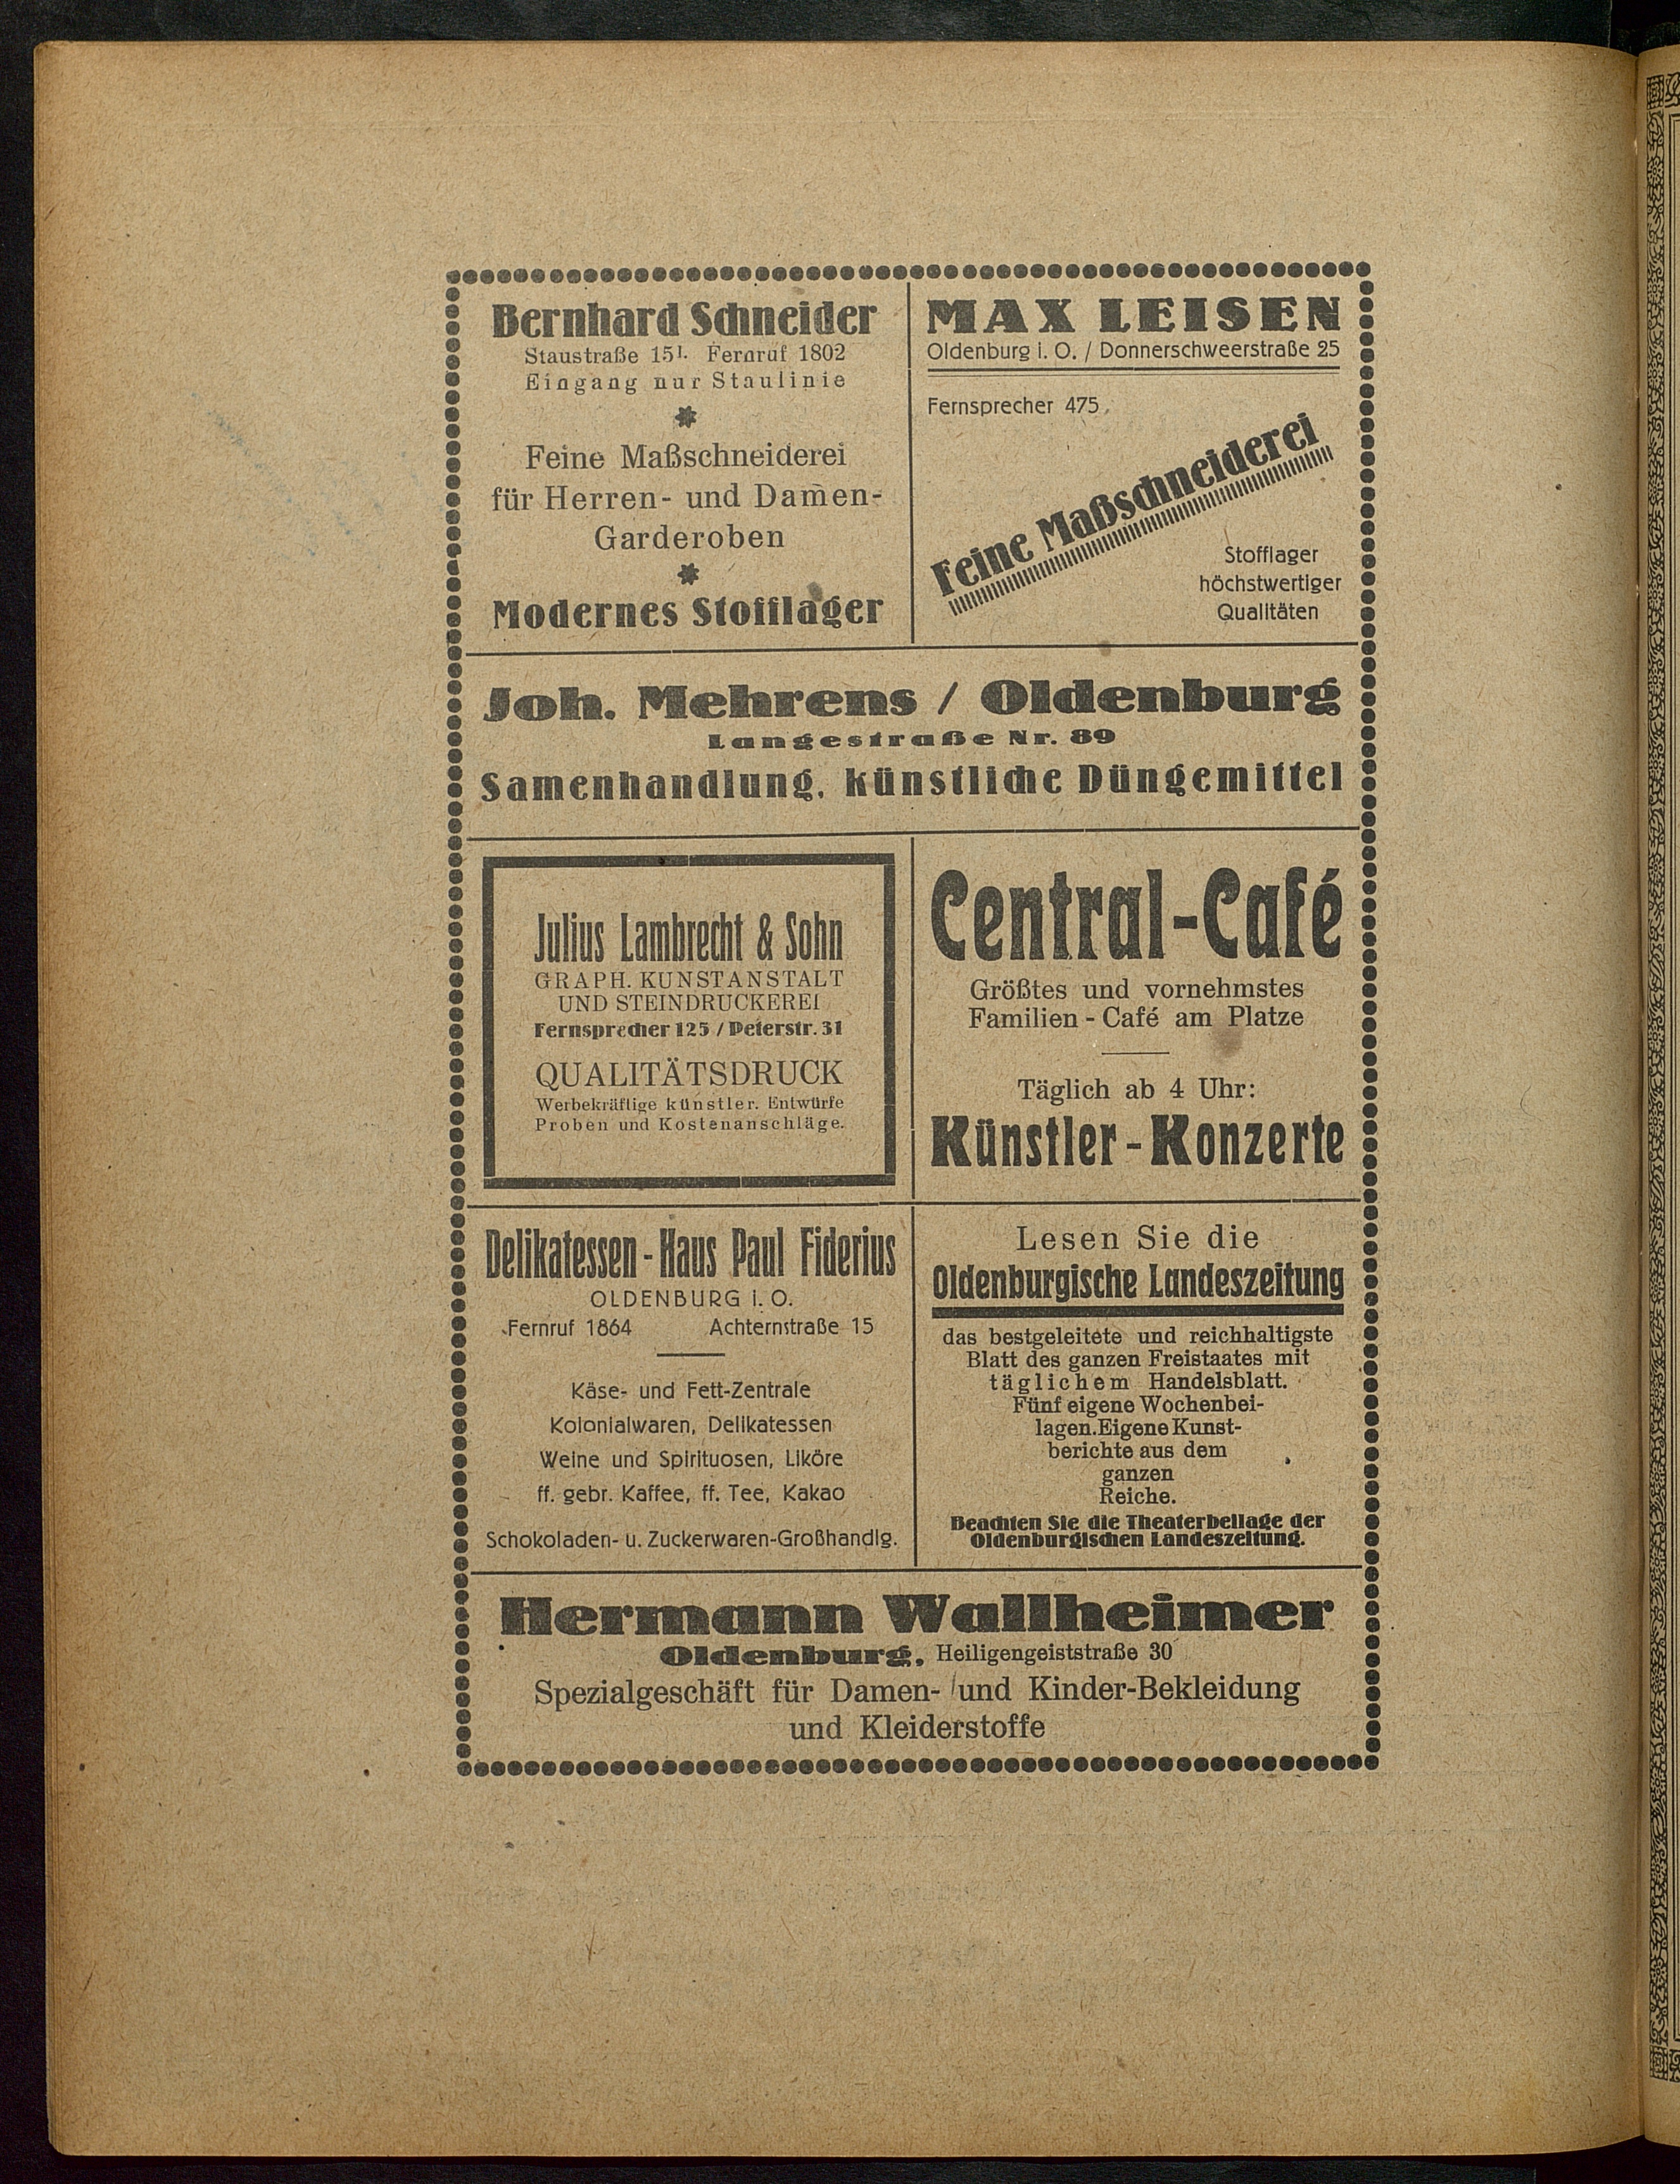 Bernhard Schneider
Staustraße 15I. Fernruf 1802
Eingang nur Staulinie
Feine Maßschneiderei
für Herren- und Damen-
Garderoben
Modernes Stofflager
MAX LEISEN
Oldenburg i. O. / Donnerschweerstraße 25
Fernsprecher 475
Feine Maßschneiderei
Stofflager
höchstwertiger
Qualitäten
Joh. Mehrens / Oldenburg
Langestraße Nr. 89
Samenhandlung, künstliche Düngemittel
Julius Lambrecht & Sohn
GRAPH. KUNSTANSTALT
UND STEINDRUCKEREI
Fernsprecher 125 / Peterstr. 31
QUALITÄTSDRUCK
Werbekräftige künstler. Entwürfe
Proben und Kostenanschläge.
Central-Café
Größtes und vornehmstes
Familien-Café am Platze
Täglich ab 4 Uhr:
Künstler-Konzerte
Delikatessen-Haus Paul Fiderius
OLDENBURG i. O.
Fernruf 1864 Achternstraße 15
Käse- und Fett-Zentrale
Kolonialwaren, Delikatessen
Weine und Spirituosen, Liköre
ff. gebr. Kaffee, ff. Tee, Kakao
Schokoladen- u. Zuckerwaren-Großhandlg.
Lesen Sie die
Oldenburgische Landeszeitung
das bestgeleitete und reichhaltigste
Blatt des ganzen Freistaates mit
täglichem Handelsblatt.
Fünf eigene Wochenbei-
lagen. Eigene Kunst-
berichte aus dem
ganzen
Reiche.
Beachten Sie die Theaterbeilage der
Oldenburgischen Landeszeitung.
Hermann Wallheimer
Oldenburg, Heiligengeiststraße 30
Spezialgeschäft für Damen- und Kinder-Bekleidung
und Kleiderstoffe